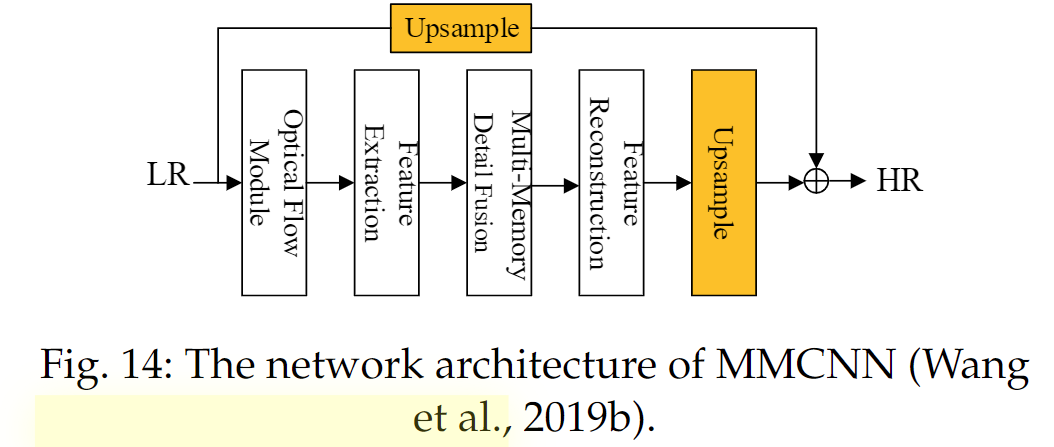 Upsample
LR
Optical Flow
Module
Feature
Extraction
Multi-Memory
Detail Fusion
Feature
Reconstruction
Upsample
HR
Fig. 14: The network architecture of MMCNN (Wang
et al., 2019b).